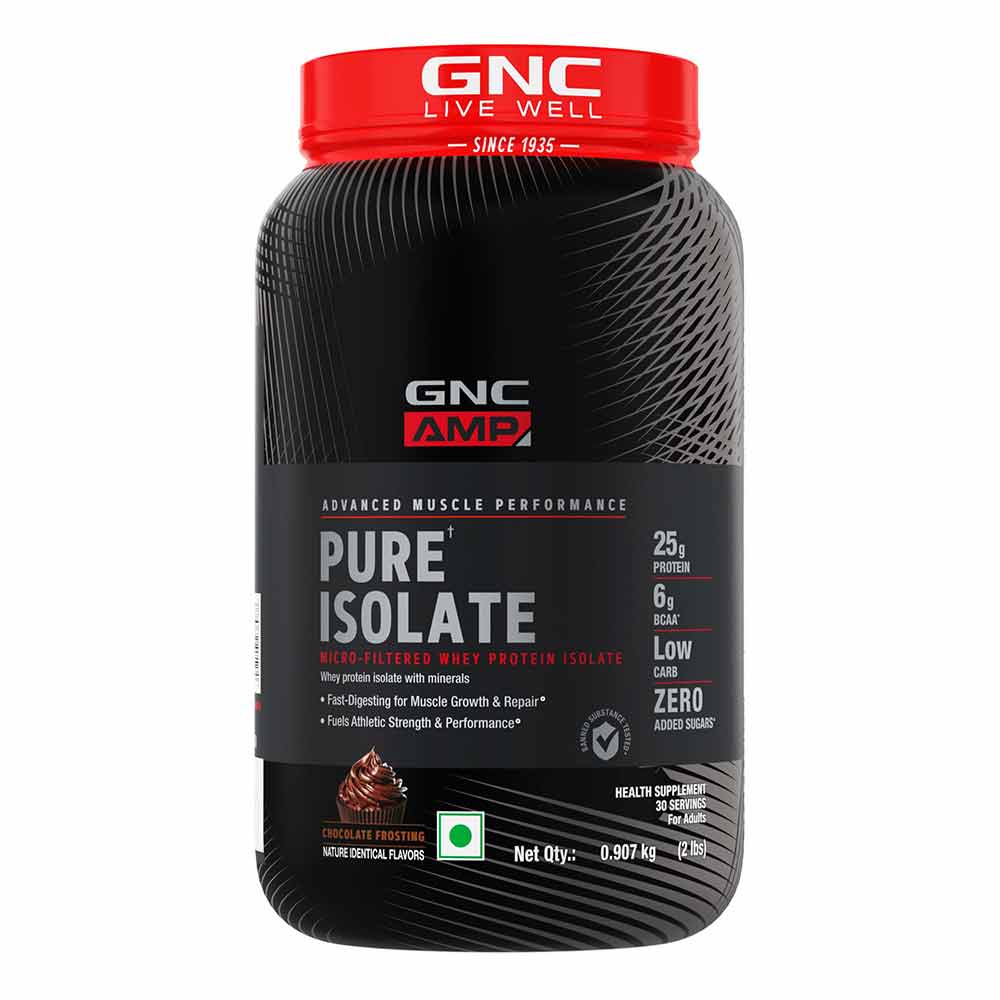 GNC
LIVE WELL
— SINCE 1935 —
GNC
AMP
ADVANCED MUSCLE PERFORMANCE
PURE†
ISOLATE
MICRO-FILTERED WHEY PROTEIN ISOLATE
Whey protein isolate with minerals
• Fast-Digesting for Muscle Growth & Repair°
• Fuels Athletic Strength & Performance°
25g
PROTEIN
6g
BCAA*
Low
CARB
ZERO
ADDED SUGARS*
BANNED SUBSTANCE TESTED
CHOCOLATE FROSTING
NATURE IDENTICAL FLAVORS
HEALTH SUPPLEMENT
30 SERVINGS
For Adults
Net Qty.: 0.907 kg (2 lbs)